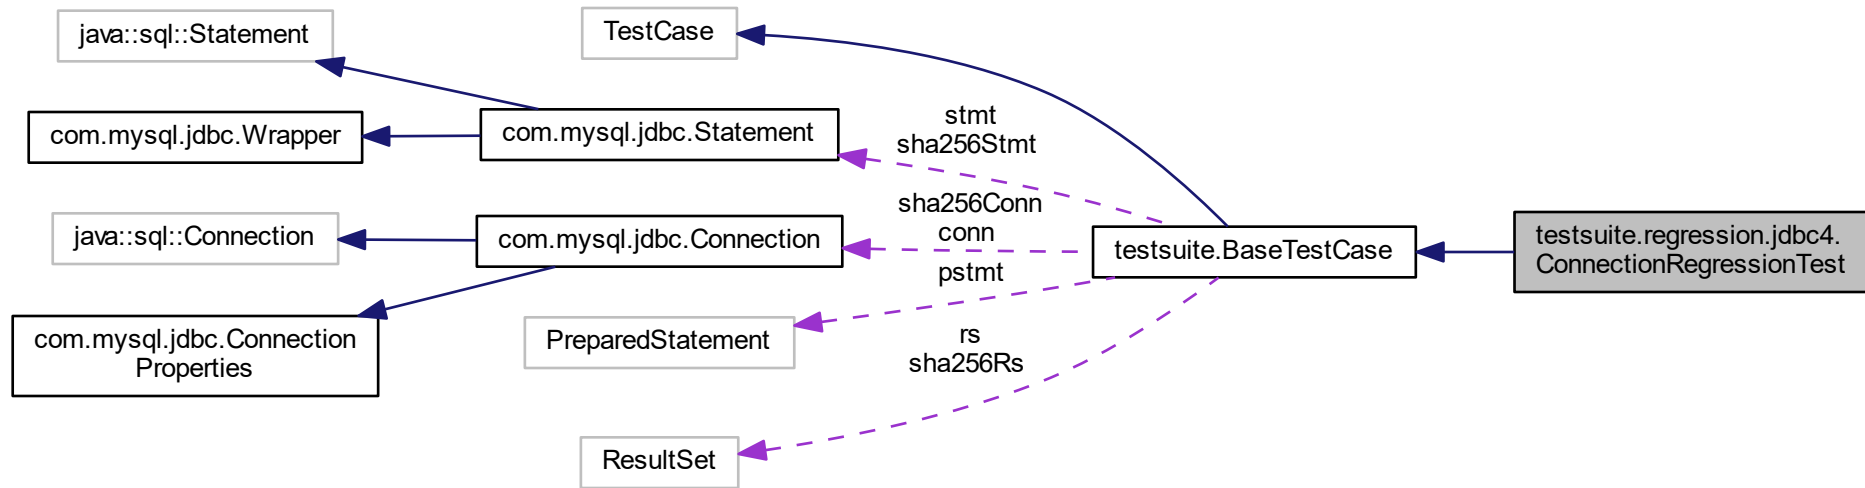 java::sql::Statement
TestCase
com.mysql.jdbc.Wrapper
com.mysql.jdbc.Statement
stmt
sha256Stmt
java::sql::Connection
com.mysql.jdbc.Connection
sha256Conn
conn
testsuite.BaseTestCase
testsuite.regression.jdbc4.
ConnectionRegressionTest
com.mysql.jdbc.Connection
Properties
PreparedStatement
pstmt
rs
sha256Rs
ResultSet